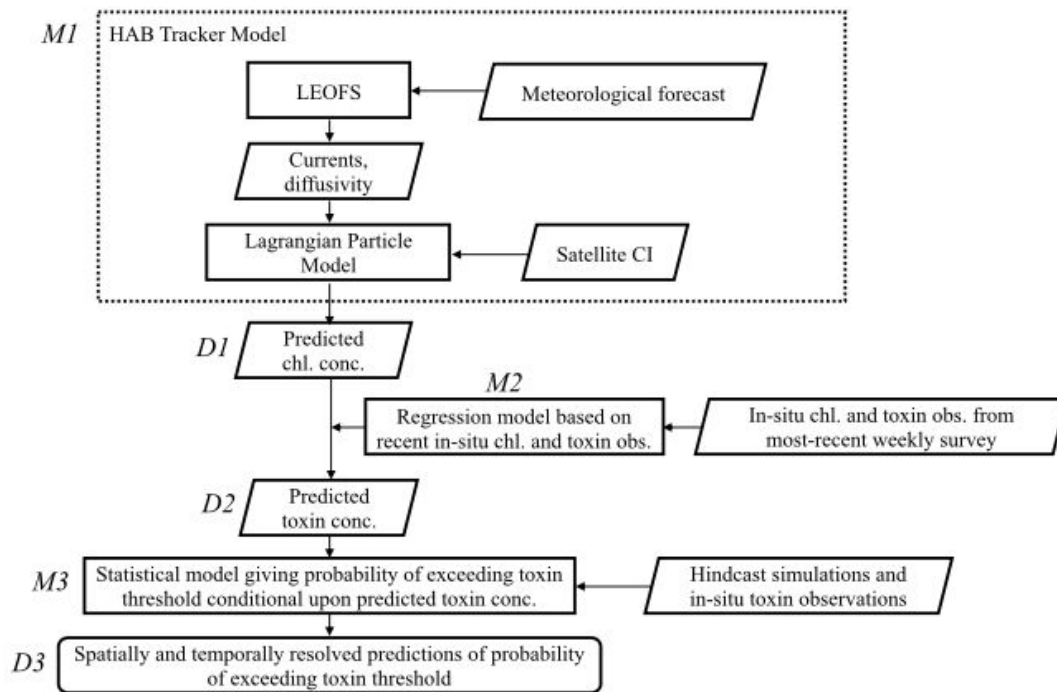 M1
HAB Tracker Model
LEOFS
Meteorological forecast
Currents,
diffusivity
Lagrangian Particle
Model
Satellite CI
D1
Predicted
chl. conc.
M2
Regression model based on
recent in-situ chl. and toxin obs.
In-situ chl. and toxin obs. from
most-recent weekly survey
D2
Predicted
toxin conc.
M3
Statistical model giving probability of exceeding toxin
threshold conditional upon predicted toxin conc.
Hindcast simulations and
in-situ toxin observations
D3
Spatially and temporally resolved predictions of probability
of exceeding toxin threshold